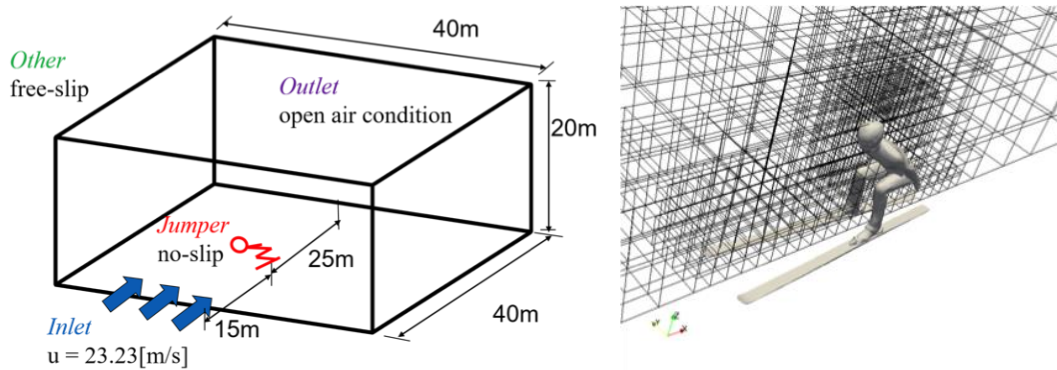 40m
Other
free-slip
Outlet
open air condition
20m
Jumper
no-slip
25m
40m
15m
Inlet
u = 23.23[m/s]